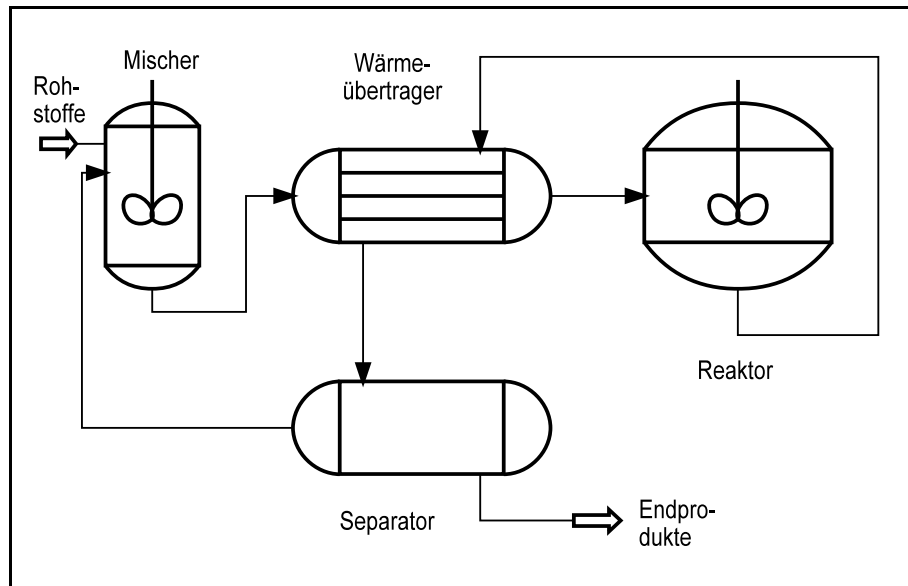 Mischer
Roh-
stoffe
Wärme-
übertrager
Reaktor
Separator
Endpro-
dukte